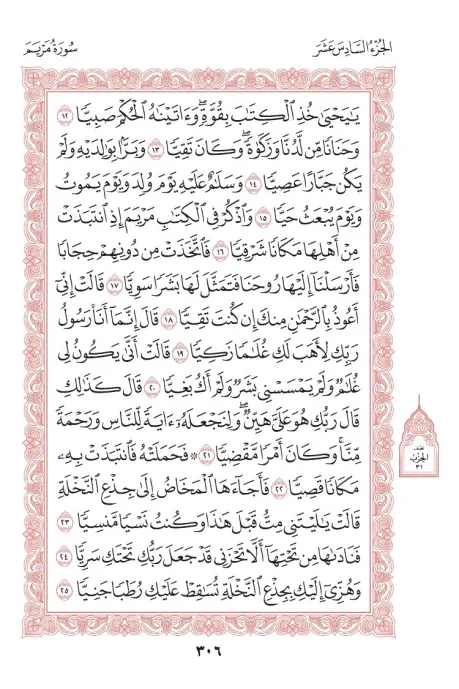 الجزء السادس عشر
سورة مريم
يَٰيَحْيَىٰ خُذِ ٱلْكِتَٰبَ بِقُوَّةٍۖ وَءَاتَيْنَٰهُ ٱلْحُكْمَ صَبِيًّا ١٢
وَحَنَانًا مِّن لَّدُنَّا وَزَكَوٰةًۖ وَكَانَ تَقِيًّا ١٣ وَبَرًّۢا بِوَٰلِدَيْهِ وَلَمْ
يَكُن جَبَّارًا عَصِيًّا ١٤ وَسَلَٰمٌ عَلَيْهِ يَوْمَ وُلِدَ وَيَوْمَ يَمُوتُ
وَيَوْمَ يُبْعَثُ حَيًّا ١٥ وَٱذْكُرْ فِي ٱلْكِتَٰبِ مَرْيَمَ إِذِ ٱنتَبَذَتْ
مِنْ أَهْلِهَا مَكَانًا شَرْقِيًّا ١٦ فَٱتَّخَذَتْ مِن دُونِهِمْ حِجَابًا
فَأَرْسَلْنَآ إِلَيْهَا رُوحَنَا فَتَمَثَّلَ لَهَا بَشَرًا سَوِيًّا ١٧ قَالَتْ إِنِّيٓ
أَعُوذُ بِٱلرَّحْمَٰنِ مِنكَ إِن كُنتَ تَقِيًّا ١٨ قَالَ إِنَّمَآ أَنَا۠ رَسُولُ
رَبِّكِ لِأَهَبَ لَكِ غُلَٰمًا زَكِيًّا ١٩ قَالَتْ أَنَّىٰ يَكُونُ لِي
غُلَٰمٌ وَلَمْ يَمْسَسْنِي بَشَرٌ وَلَمْ أَكُ بَغِيًّا ٢٠ قَالَ كَذَٰلِكِ
قَالَ رَبُّكِ هُوَ عَلَيَّ هَيِّنٌۖ وَلِنَجْعَلَهُۥٓ ءَايَةً لِّلنَّاسِ وَرَحْمَةً
مِّنَّاۚ وَكَانَ أَمْرًا مَّقْضِيًّا ٢١ ۞ فَحَمَلَتْهُ فَٱنتَبَذَتْ بِهِۦ
مَكَانًا قَصِيًّا ٢٢ فَأَجَآءَهَا ٱلْمَخَاضُ إِلَىٰ جِذْعِ ٱلنَّخْلَةِ
قَالَتْ يَٰلَيْتَنِي مِتُّ قَبْلَ هَٰذَا وَكُنتُ نَسْيًا مَّنسِيًّا ٢٣
فَنَادَىٰهَا مِن تَحْتِهَآ أَلَّا تَحْزَنِي قَدْ جَعَلَ رَبُّكِ تَحْتَكِ سَرِيًّا ٢٤
وَهُزِّيٓ إِلَيْكِ بِجِذْعِ ٱلنَّخْلَةِ تُسَٰقِطْ عَلَيْكِ رُطَبًا جَنِيًّا ٢٥
نصف
الحزب
٣١
٣٠٦